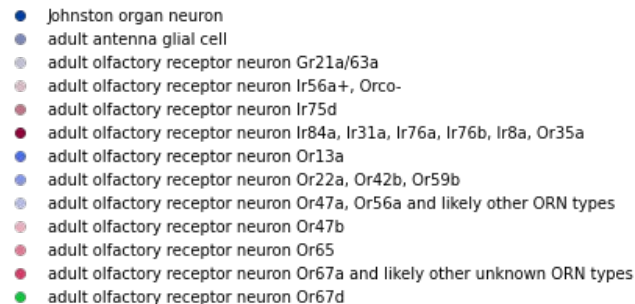 Johnston organ neuron
adult antenna glial cell
adult olfactory receptor neuron Gr21a/63a
adult olfactory receptor neuron Ir56a+, Orco-
adult olfactory receptor neuron Ir75d
adult olfactory receptor neuron Ir84a, Ir31a, Ir76a, Ir76b, Ir8a, Or35a
adult olfactory receptor neuron Or13a
adult olfactory receptor neuron Or22a, Or42b, Or59b
adult olfactory receptor neuron Or47a, Or56a and likely other ORN types
adult olfactory receptor neuron Or47b
adult olfactory receptor neuron Or65
adult olfactory receptor neuron Or67a and likely other unknown ORN types
adult olfactory receptor neuron Or67d